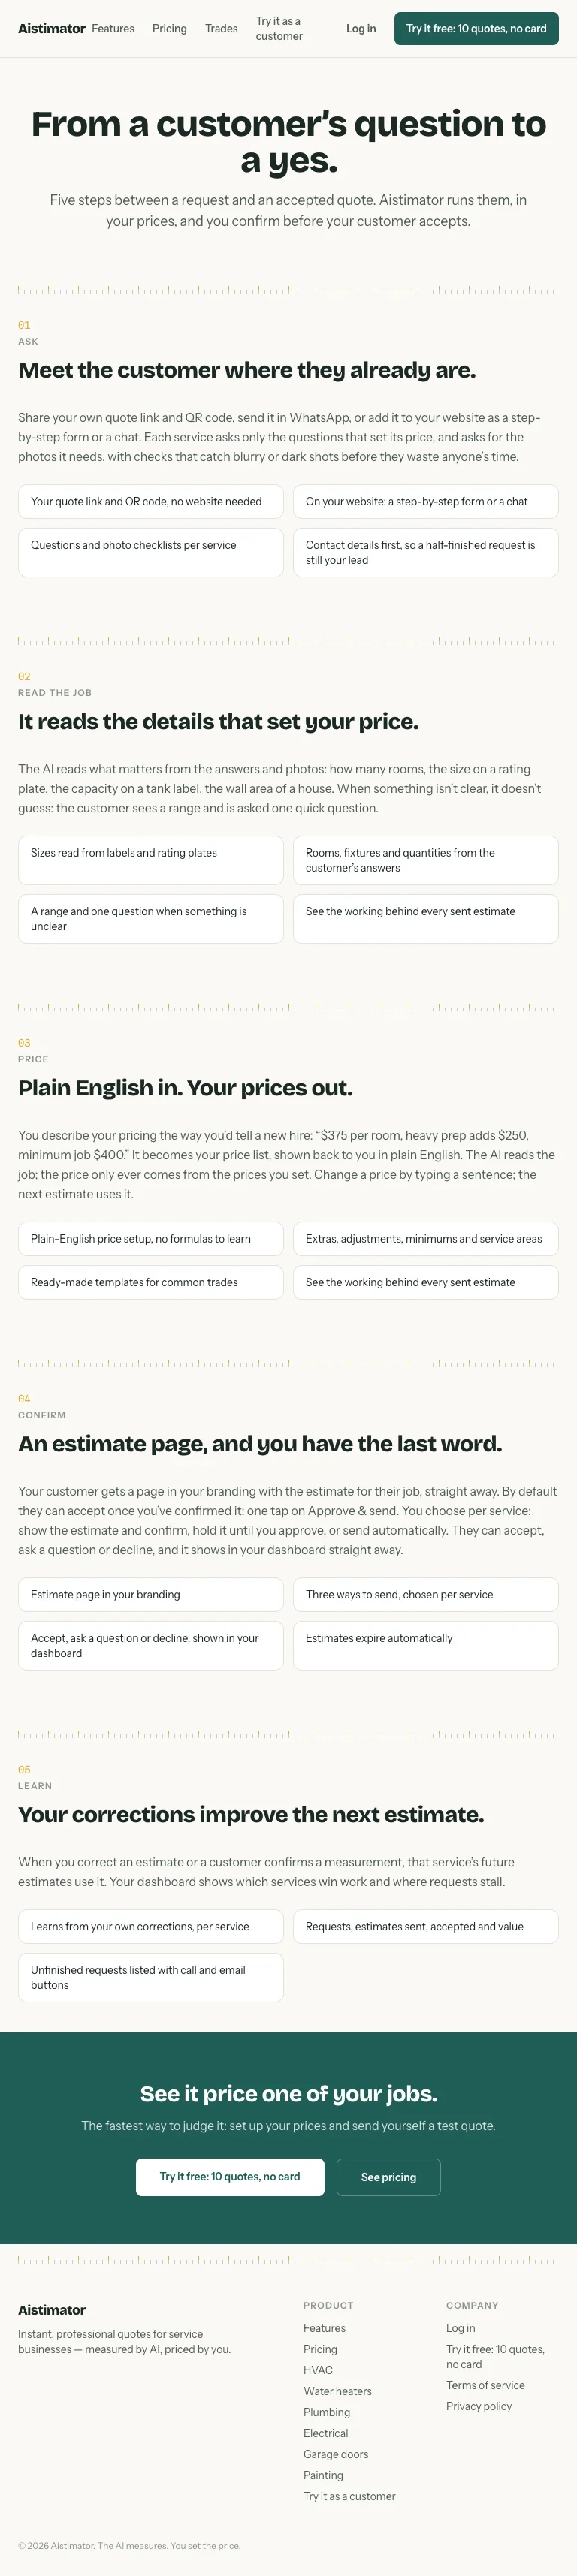 Aistimator
Features
Pricing
Trades
Try it as a
customer
Log in
Try it free: 10 quotes, no card
From a customer’s question to
a yes.
Five steps between a request and an accepted quote. Aistimator runs them, in
your prices, and you confirm before your customer accepts.
01
ASK
Meet the customer where they already are.
Share your own quote link and QR code, send it in WhatsApp, or add it to your website as a step-
by-step form or a chat. Each service asks only the questions that set its price, and asks for the
photos it needs, with checks that catch blurry or dark shots before they waste anyone’s time.
Your quote link and QR code, no website needed
On your website: a step-by-step form or a chat
Questions and photo checklists per service
Contact details first, so a half-finished request is
still your lead
02
READ THE JOB
It reads the details that set your price.
The AI reads what matters from the answers and photos: how many rooms, the size on a rating
plate, the capacity on a tank label, the wall area of a house. When something isn’t clear, it doesn’t
guess: the customer sees a range and is asked one quick question.
Sizes read from labels and rating plates
Rooms, fixtures and quantities from the
customer’s answers
A range and one question when something is
unclear
See the working behind every sent estimate
03
PRICE
Plain English in. Your prices out.
You describe your pricing the way you’d tell a new hire: “$375 per room, heavy prep adds $250,
minimum job $400.” It becomes your price list, shown back to you in plain English. The AI reads the
job; the price only ever comes from the prices you set. Change a price by typing a sentence; the
next estimate uses it.
Plain-English price setup, no formulas to learn
Extras, adjustments, minimums and service areas
Ready-made templates for common trades
See the working behind every sent estimate
04
CONFIRM
An estimate page, and you have the last word.
Your customer gets a page in your branding with the estimate for their job, straight away. By default
they can accept once you’ve confirmed it: one tap on Approve & send. You choose per service:
show the estimate and confirm, hold it until you approve, or send automatically. They can accept,
ask a question or decline, and it shows in your dashboard straight away.
Estimate page in your branding
Three ways to send, chosen per service
Accept, ask a question or decline, shown in your
dashboard
Estimates expire automatically
05
LEARN
Your corrections improve the next estimate.
When you correct an estimate or a customer confirms a measurement, that service’s future
estimates use it. Your dashboard shows which services win work and where requests stall.
Learns from your own corrections, per service
Requests, estimates sent, accepted and value
Unfinished requests listed with call and email
buttons
See it price one of your jobs.
The fastest way to judge it: set up your prices and send yourself a test quote.
Try it free: 10 quotes, no card
See pricing
Aistimator
Instant, professional quotes for service
businesses — measured by AI, priced by you.
PRODUCT
Features
Pricing
HVAC
Water heaters
Plumbing
Electrical
Garage doors
Painting
Try it as a customer
COMPANY
Log in
Try it free: 10 quotes,
no card
Terms of service
Privacy policy
© 2026 Aistimator. The AI measures. You set the price.